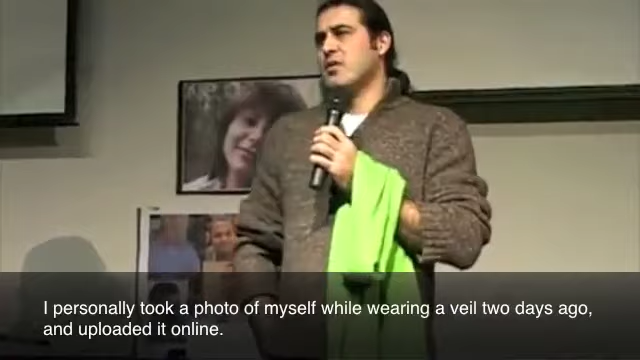 I personally took a photo of myself while wearing a veil two days ago,
and uploaded it online.